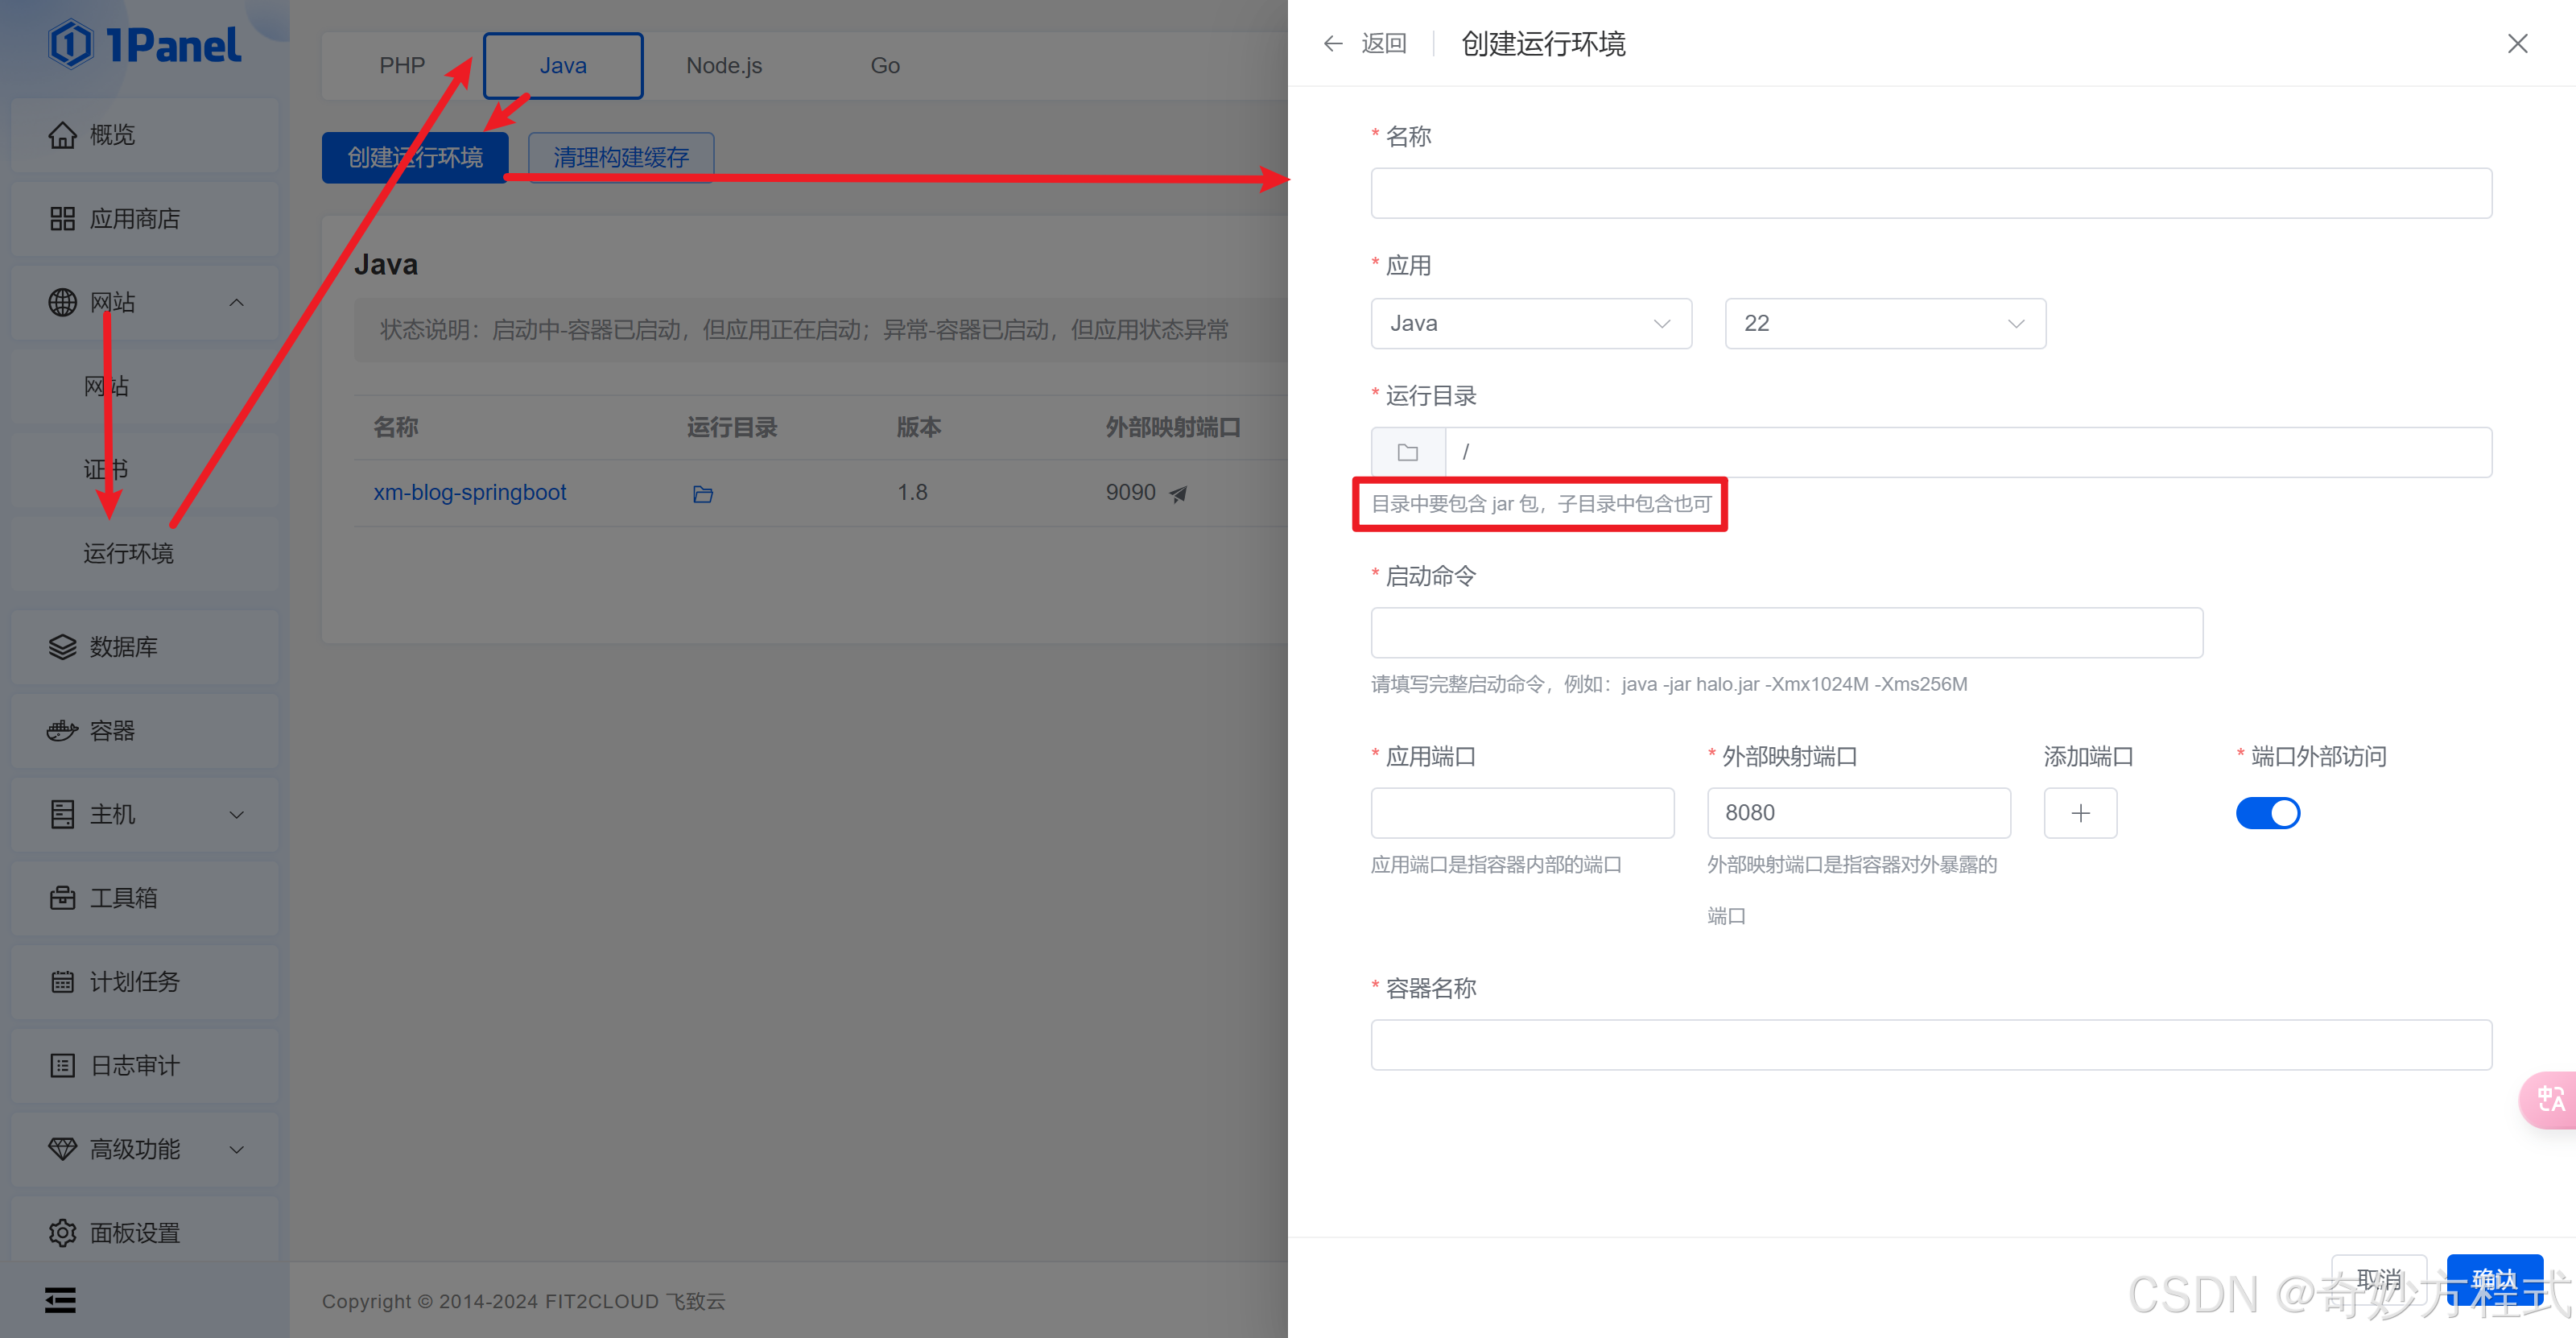 1Panel
概览
应用商店
网站
网站
证书
运行环境
数据库
容器
主机
工具箱
计划任务
日志审计
高级功能
面板设置
PHP
Java
Node.js
Go
创建运行环境
清理构建缓存
Java
状态说明：启动中-容器已启动，但应用正在启动；异常-容器已启动，但应用状态异常
名称 运行目录 版本 外部映射端口
xm-blog-springboot 1.8 9090
Copyright © 2014-2024 FIT2CLOUD 飞致云
返回 创建运行环境
* 名称
* 应用
Java 22
* 运行目录
/
目录中要包含 jar 包，子目录中包含也可
* 启动命令
请填写完整启动命令，例如：java -jar halo.jar -Xmx1024M -Xms256M
* 应用端口 * 外部映射端口 添加端口 * 端口外部访问
8080
应用端口是指容器内部的端口
外部映射端口是指容器对外暴露的
端口
* 容器名称
中A
取消 确认
CSDN @奇妙方程式